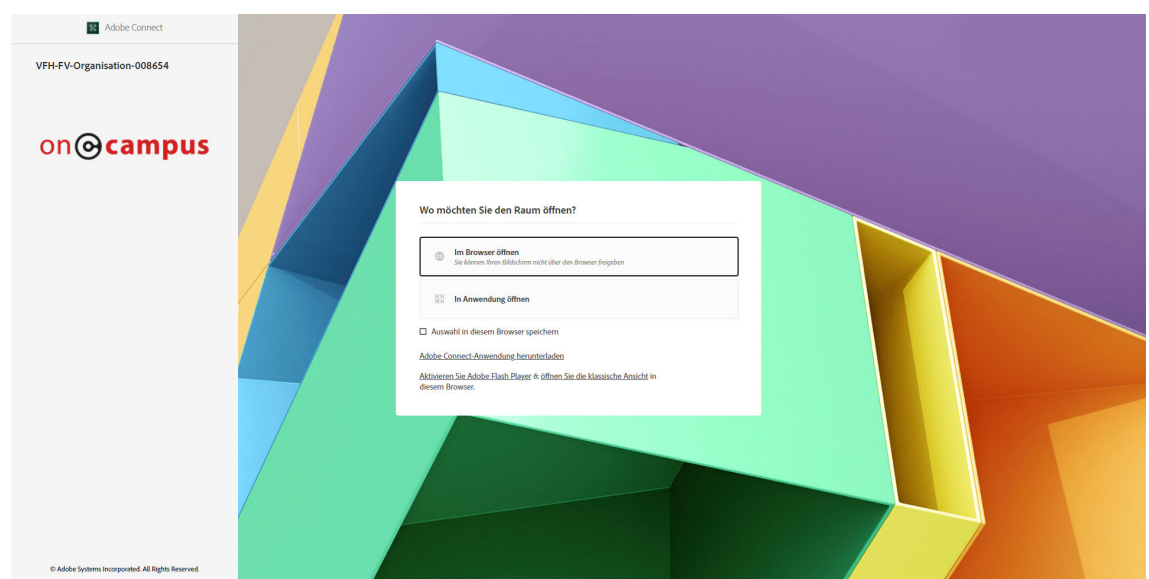 Adobe Connect
VFH-FV-Organisation-008654
on campus
Wo möchten Sie den Raum öffnen?
Im Browser öffnen
Sie können Ihren Bildschirm nicht über den Browser freigeben
In Anwendung öffnen
Auswahl in diesem Browser speichern
Adobe Connect-Anwendung herunterladen
Aktivieren Sie Adobe Flash Player & öffnen Sie die klassische Ansicht in
diesem Browser.
© Adobe Systems Incorporated. All Rights Reserved.